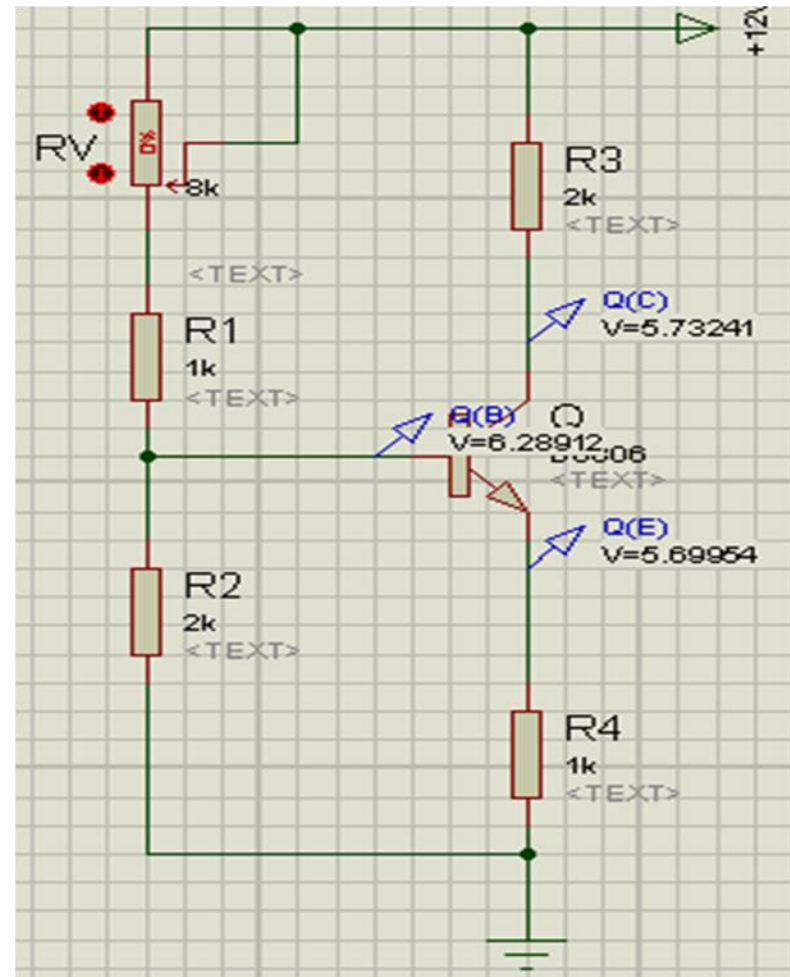 +12V
RV
0%
8k
<TEXT>
R1
1k
<TEXT>
R3
2k
<TEXT>
Q(C)
V=5.73241
Q(B)
V=6.28912
Q
<TEXT>
Q(E)
V=5.69954
R2
2k
<TEXT>
R4
1k
<TEXT>